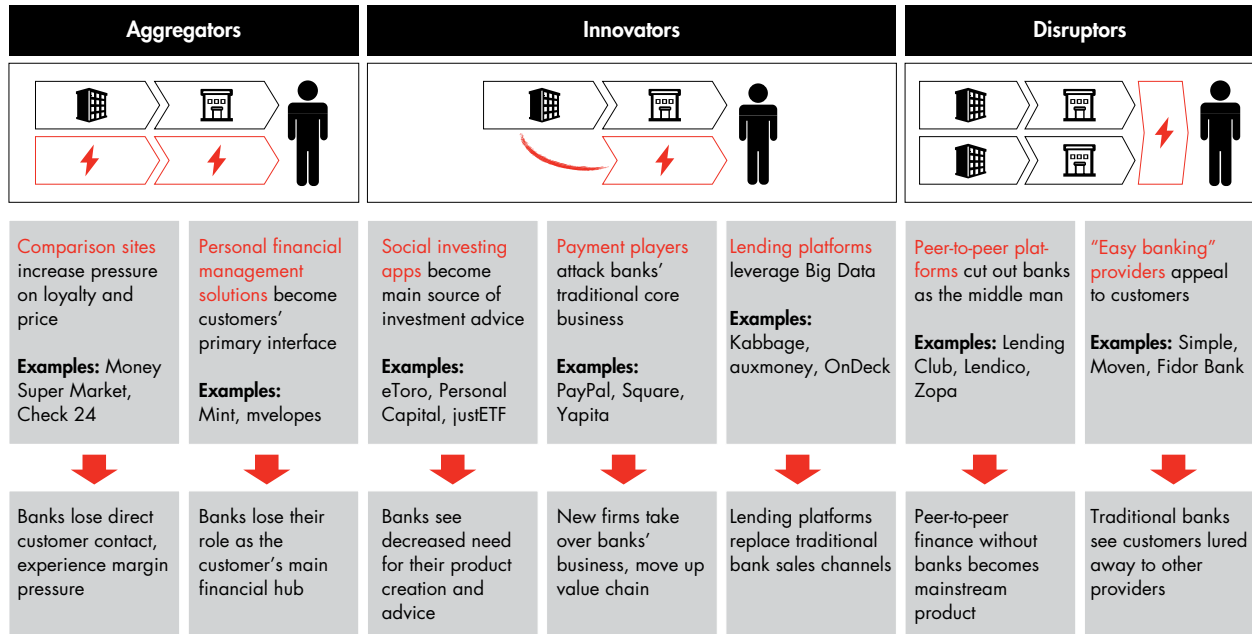 Aggregators
Innovators
Disruptors
Comparison sites
increase pressure
on loyalty and
price
Examples: Money
Super Market,
Check 24
Personal financial
management
solutions become
customers’
primary interface
Examples:
Mint, mvelopes
Social investing
apps become
main source of
investment advice
Examples:
eToro, Personal
Capital, justETF
Payment players
attack banks’
traditional core
business
Examples:
PayPal, Square,
Yapita
Lending platforms
leverage Big Data
Examples:
Kabbage,
auxmoney, OnDeck
Peer-to-peer plat-
forms cut out banks
as the middle man
Examples: Lending
Club, Lendico,
Zopa
“Easy banking”
providers appeal
to customers
Examples: Simple,
Moven, Fidor Bank
Banks lose direct
customer contact,
experience margin
pressure
Banks lose their
role as the
customer’s main
financial hub
Banks see
decreased need
for their product
creation and
advice
New firms take
over banks’
business, move up
value chain
Lending platforms
replace traditional
bank sales channels
Peer-to-peer
finance without
banks becomes
mainstream
product
Traditional banks
see customers lured
away to other
providers